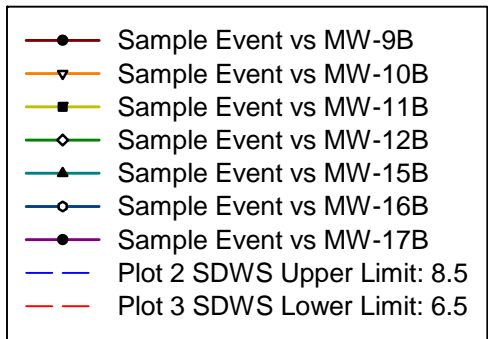 Sample Event vs MW-9B
Sample Event vs MW-10B
Sample Event vs MW-11B
Sample Event vs MW-12B
Sample Event vs MW-15B
Sample Event vs MW-16B
Sample Event vs MW-17B
Plot 2 SDWS Upper Limit: 8.5
Plot 3 SDWS Lower Limit: 6.5